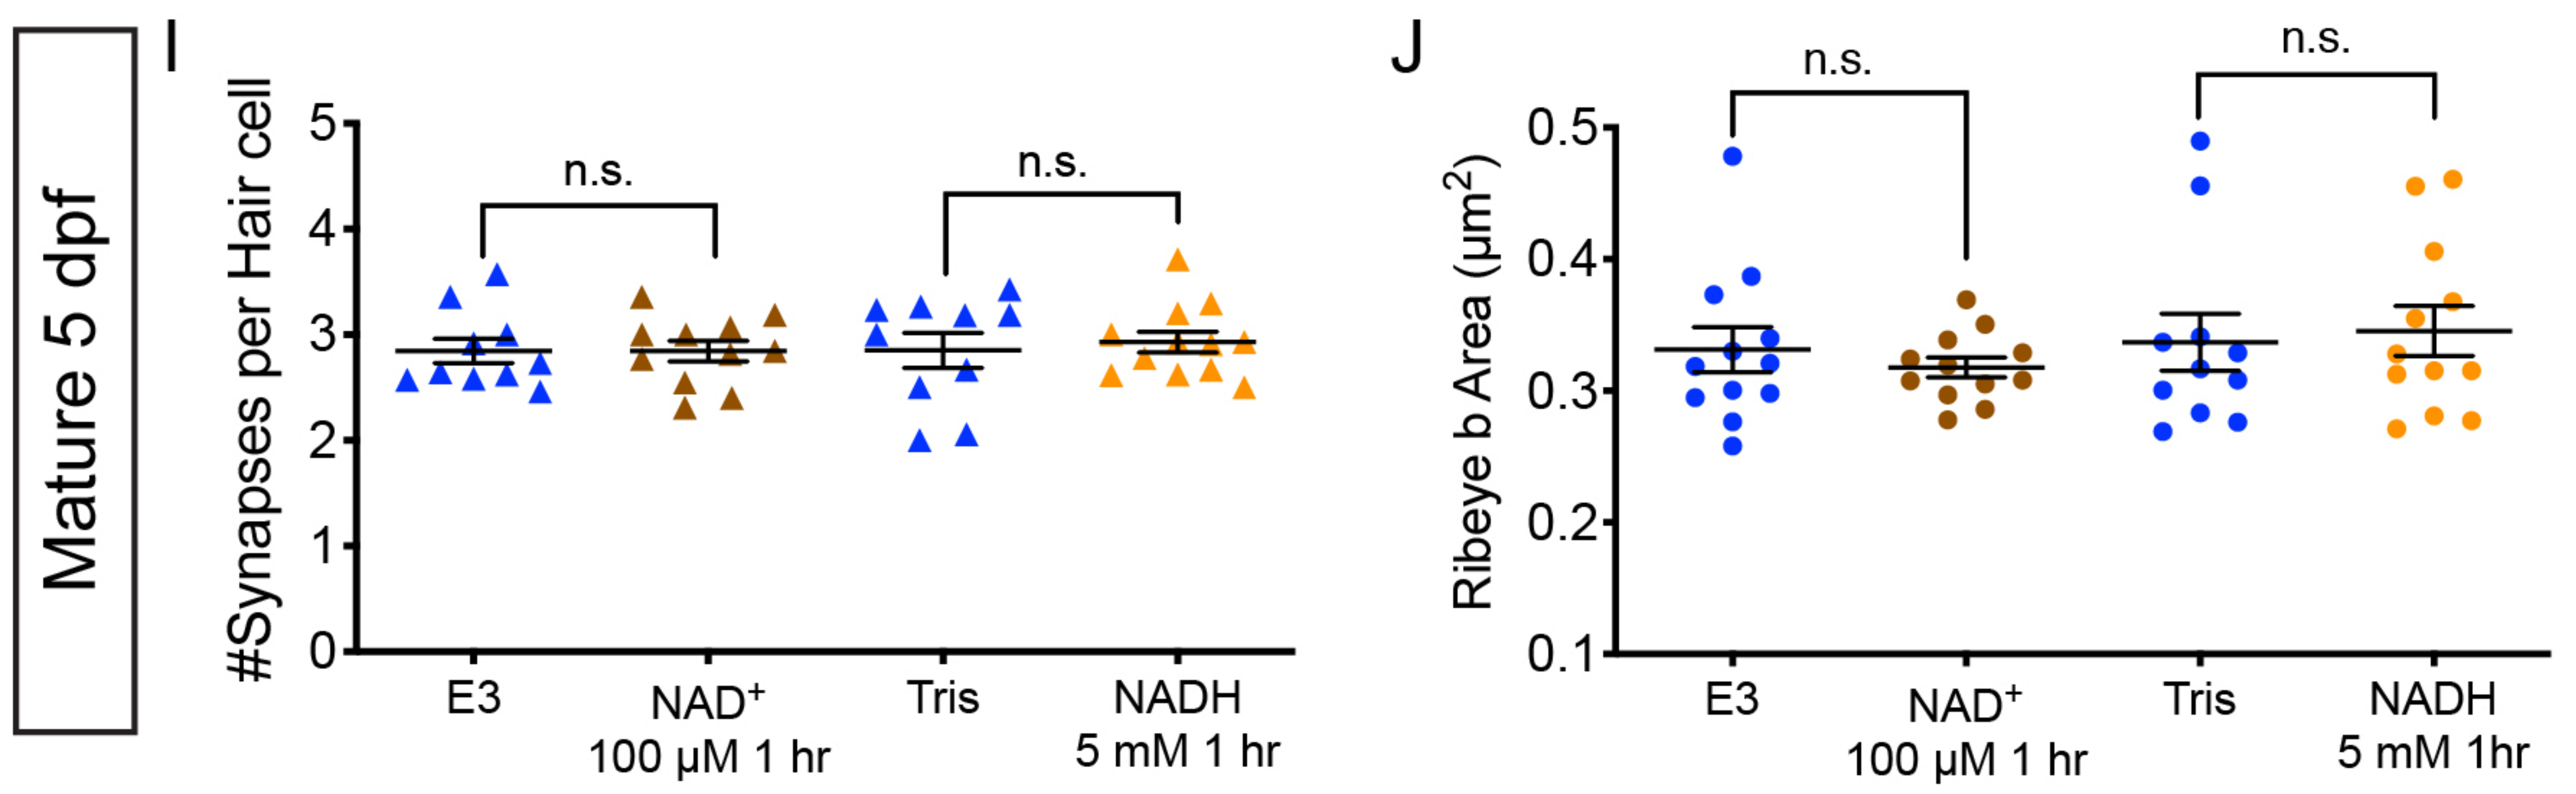 Mature 5 dpf
I
#Synapses per Hair cell
5
4
3
2
1
0
n.s.
n.s.
E3
NAD⁺
100 µM 1 hr
Tris
NADH
5 mM 1 hr
J
Ribeye b Area (µm²)
0.5
0.4
0.3
0.2
0.1
n.s.
n.s.
E3
NAD⁺
100 µM 1 hr
Tris
NADH
5 mM 1hr